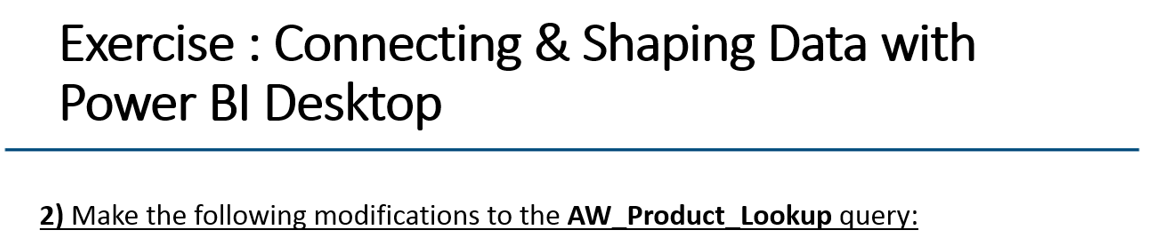 Exercise : Connecting & Shaping Data with
Power BI Desktop
2) Make the following modifications to the AW_Product_Lookup query: